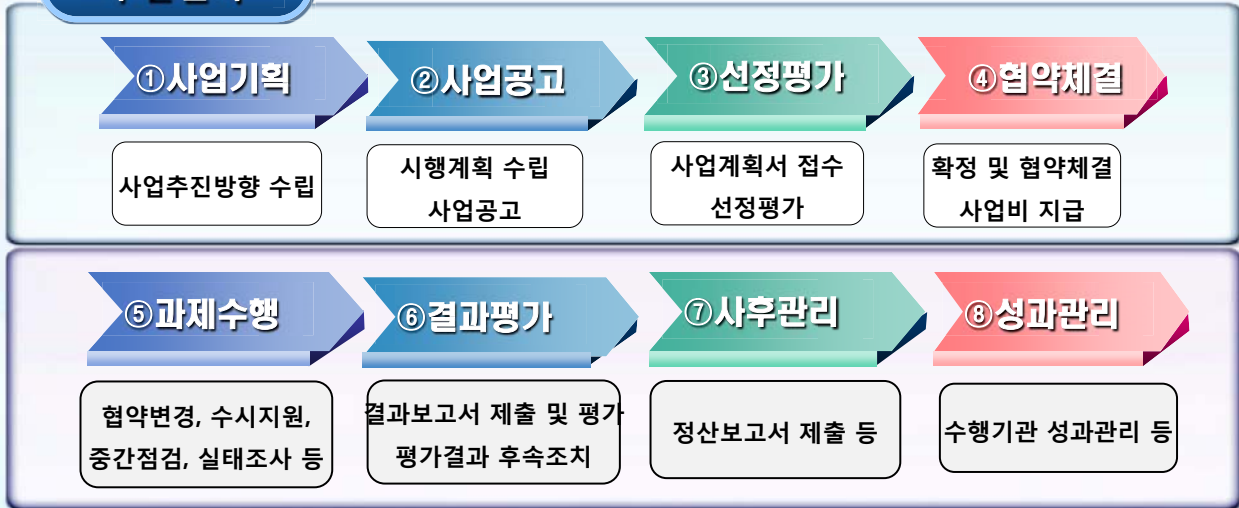 ①사업기획
②사업공고
③선정평가
④협약체결
사업추진방향 수립
시행계획 수립
사업공고
사업계획서 접수
선정평가
확정 및 협약체결
사업비 지급
⑤과제수행
⑥결과평가
⑦사후관리
⑧성과관리
협약변경, 수시지원,
중간점검, 실태조사 등
결과보고서 제출 및 평가
평가결과 후속조치
정산보고서 제출 등
수행기관 성과관리 등